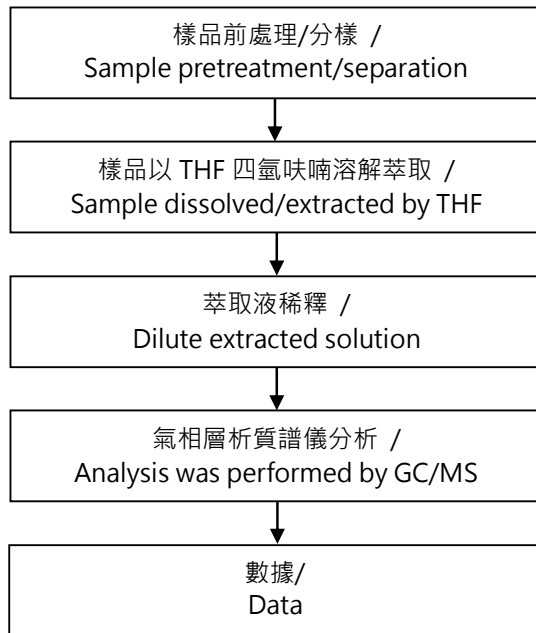 樣品前處理/分樣 /
Sample pretreatment/separation
樣品以 THF 四氫呋喃溶解萃取 /
Sample dissolved/extracted by THF
萃取液稀釋 /
Dilute extracted solution
氣相層析質譜儀分析 /
Analysis was performed by GC/MS
數據/
Data